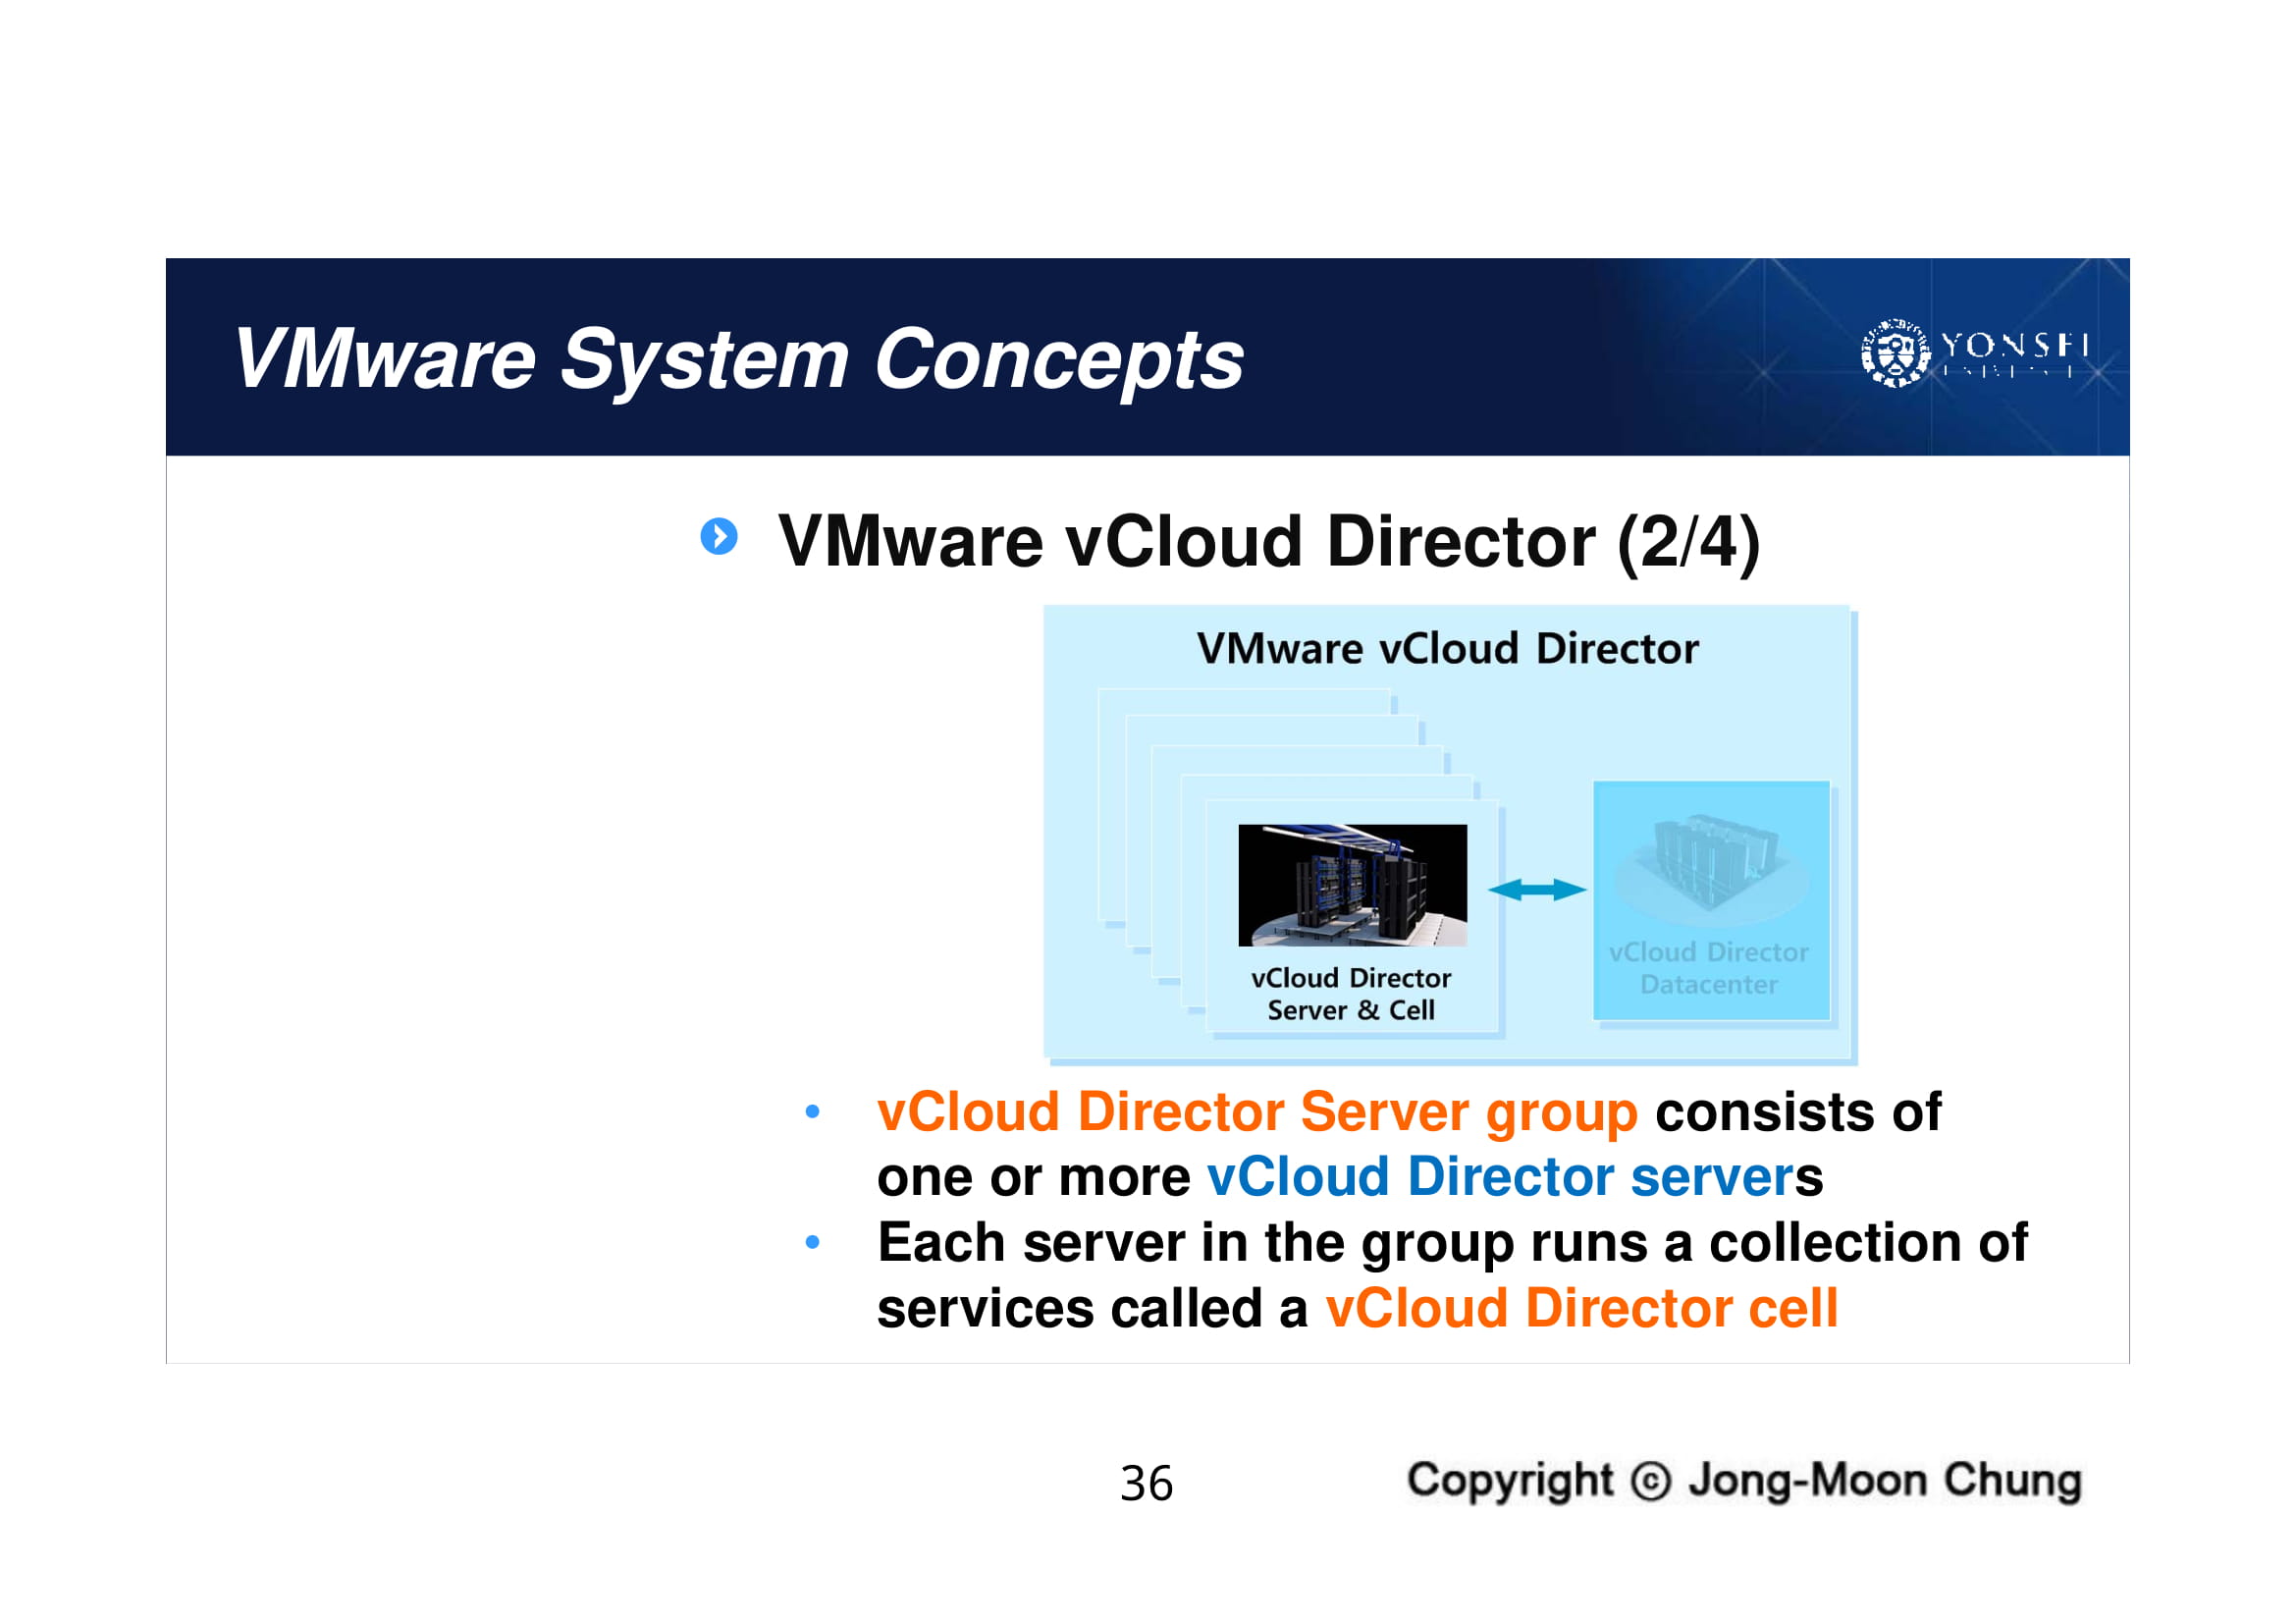 VMware System Concepts
YONSEI
VMware vCloud Director (2/4)
VMware vCloud Director
vCloud Director
Server & Cell
vCloud Director
Datacenter
• vCloud Director Server group consists of
one or more vCloud Director servers
• Each server in the group runs a collection of
services called a vCloud Director cell
36
Copyright © Jong-Moon Chung